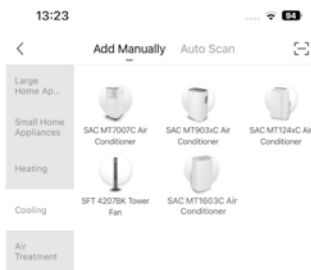 13:23
94
Add Manually Auto Scan
Large
Home Ap...
Small Home
Appliances
Heating
Cooling
Air
Treatment
SAC MT7007C Air
Conditioner
SAC MT903xC Air
Conditioner
SAC MT124xC Air
Conditioner
SFT 4207BK Tower
Fan
SAC MT1603C Air
Conditioner